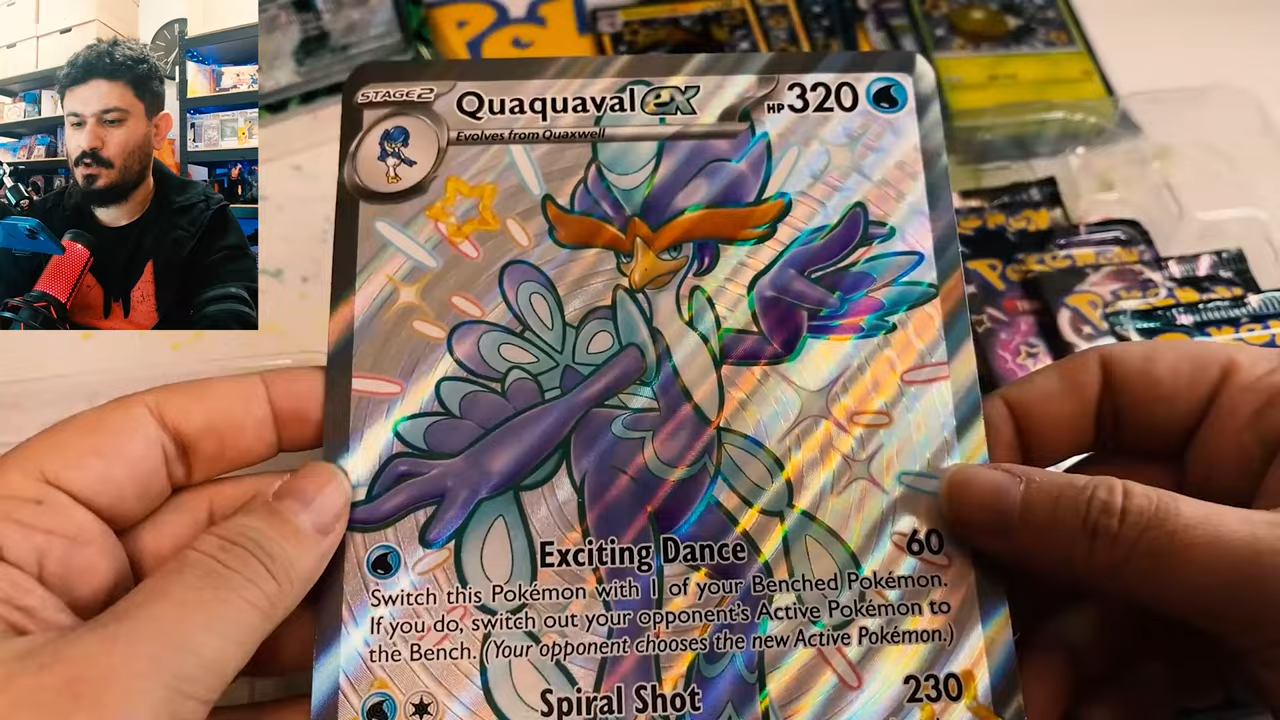 STAGE2
Quaquaval ex
HP 320
Evolves from Quaxwell
Exciting Dance 60
Switch this Pokémon with 1 of your Benched Pokémon.
If you do, switch out your opponent's Active Pokémon to
the Bench. (Your opponent chooses the new Active Pokémon.)
Spiral Shot 230